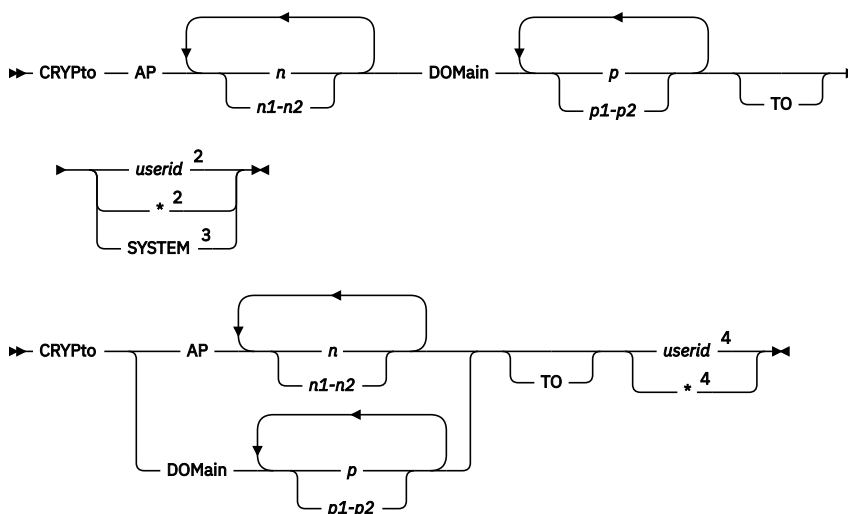 CRYPto AP n DOMain p
n1-n2 p1-p2 TO
userid 2
* 2
SYSTEM 3
CRYPto AP n userid 4
n1-n2 TO * 4
DOMain p
p1-p2